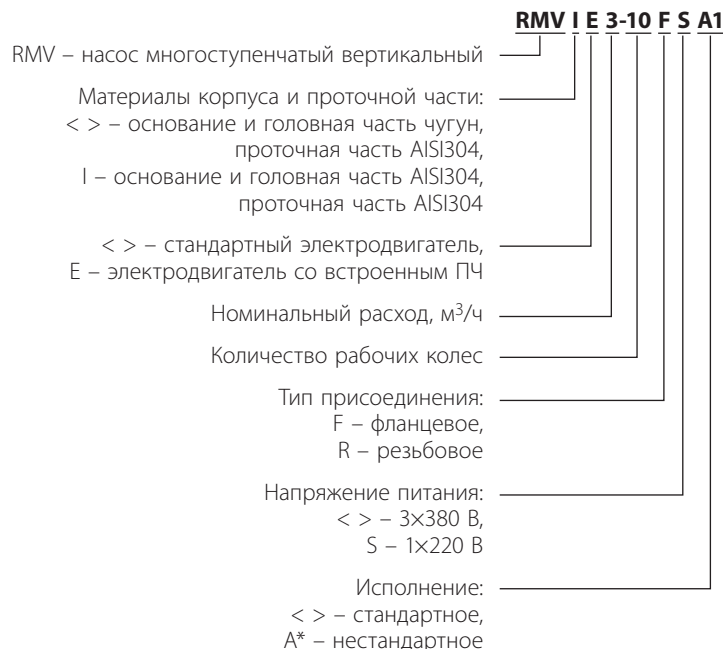 RMV I E 3-10 F S A1
RMV – насос многоступенчатый вертикальный
Материалы корпуса и проточной части:
< > – основание и головная часть чугун,
проточная часть AISI304,
I – основание и головная часть AISI304,
проточная часть AISI304
< > – стандартный электродвигатель,
E – электродвигатель со встроенным ПЧ
Номинальный расход, м³/ч
Количество рабочих колес
Тип присоединения:
F – фланцевое,
R – резьбовое
Напряжение питания:
< > – 3×380 В,
S – 1×220 В
Исполнение:
< > – стандартное,
A* – нестандартное